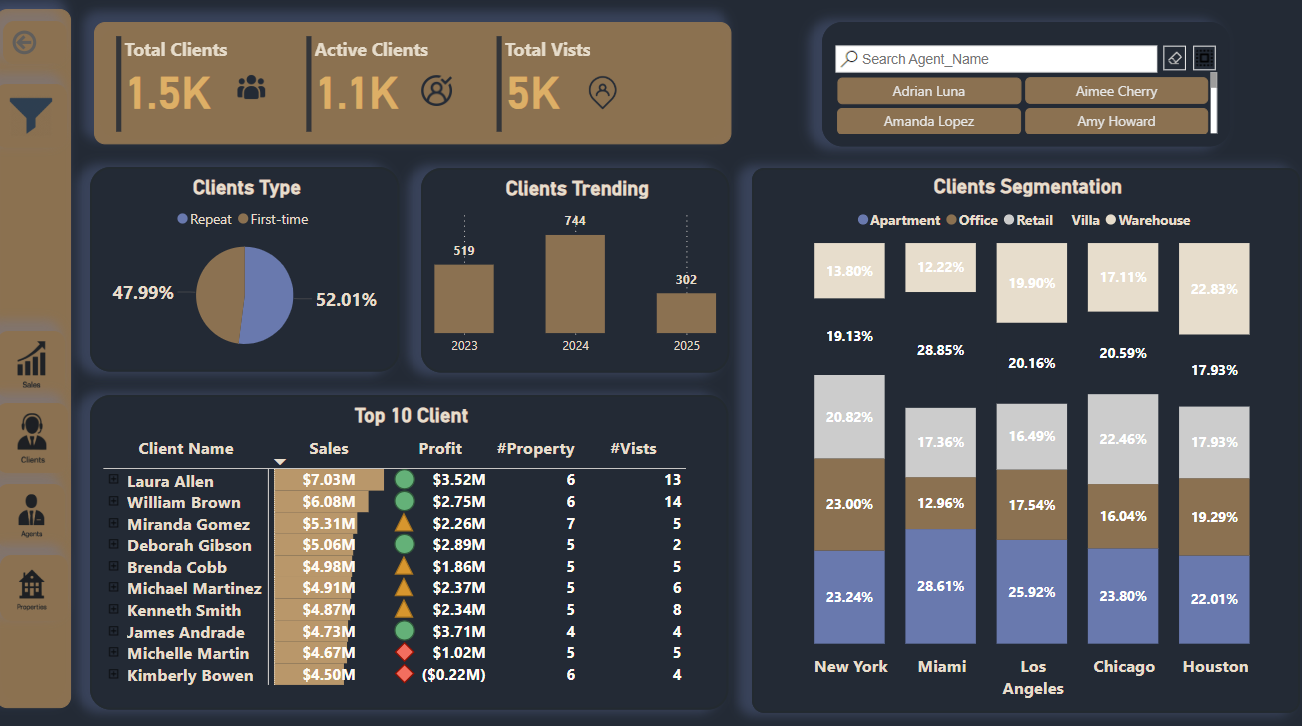 Total Clients
1.5K
Active Clients
1.1K
Total Vists
5K
Search Agent_Name
Adrian Luna
Aimee Cherry
Amanda Lopez
Amy Howard
Sales
Clients
Agents
Properties
Clients Type
Repeat First-time
47.99%
52.01%
Clients Trending
519
744
302
2023 2024 2025
Clients Segmentation
Apartment Office Retail Villa Warehouse
13.80% 12.22% 19.90% 17.11% 22.83%
19.13% 28.85% 20.16% 20.59% 17.93%
20.82% 17.36% 16.49% 22.46% 17.93%
23.00% 12.96% 17.54% 16.04% 19.29%
23.24% 28.61% 25.92% 23.80% 22.01%
New York Miami Los Angeles Chicago Houston
Top 10 Client
Client Name Sales Profit #Property #Vists
Laura Allen $7.03M $3.52M 6 13
William Brown $6.08M $2.75M 6 14
Miranda Gomez $5.31M $2.26M 7 5
Deborah Gibson $5.06M $2.89M 5 2
Brenda Cobb $4.98M $1.86M 5 5
Michael Martinez $4.91M $2.37M 5 6
Kenneth Smith $4.87M $2.34M 5 8
James Andrade $4.73M $3.71M 4 4
Michelle Martin $4.67M $1.02M 5 5
Kimberly Bowen $4.50M ($0.22M) 6 4